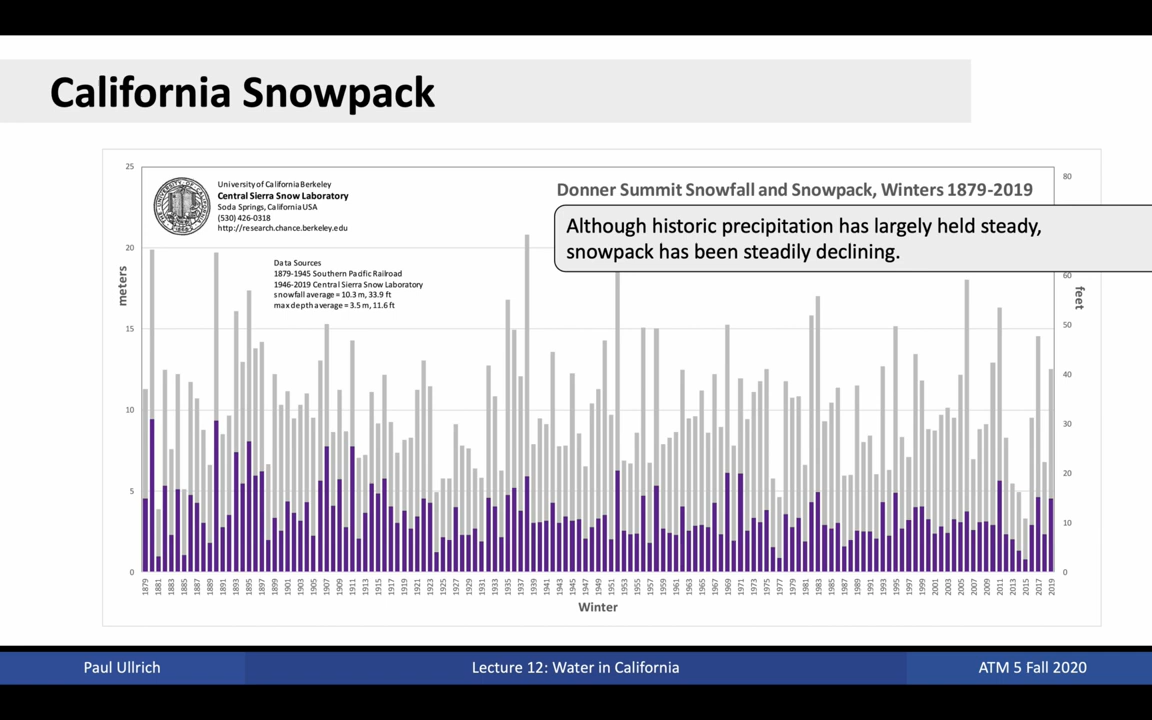 California Snowpack
25
80
University of California Berkeley
Central Sierra Snow Laboratory
Soda Springs, California USA
(530) 426-0318
http://research.chance.berkeley.edu
Donner Summit Snowfall and Snowpack, Winters 1879-2019
Although historic precipitation has largely held steady,
snowpack has been steadily declining.
20
Data Sources
1879-1945 Southern Pacific Railroad
1946-2019 Central Sierra Snow Laboratory
snowfall average = 10.3 m, 33.9 ft
max depth average = 3.5 m, 11.6 ft
60
meters
feet
15
50
40
10
30
5
20
10
0
0
1879 1881 1883 1885 1887 1889 1891 1893 1895 1897 1899 1901 1903 1905 1907 1909 1911 1913 1915 1917 1919 1921 1923 1925 1927 1929 1931 1933 1935 1937 1939 1941 1943 1945 1947 1949 1951 1953 1955 1957 1959 1961 1963 1965 1967 1969 1971 1973 1975 1977 1979 1981 1983 1985 1987 1989 1991 1993 1995 1997 1999 2001 2003 2005 2007 2009 2011 2013 2015 2017 2019
Winter
Paul Ullrich
Lecture 12: Water in California
ATM 5 Fall 2020